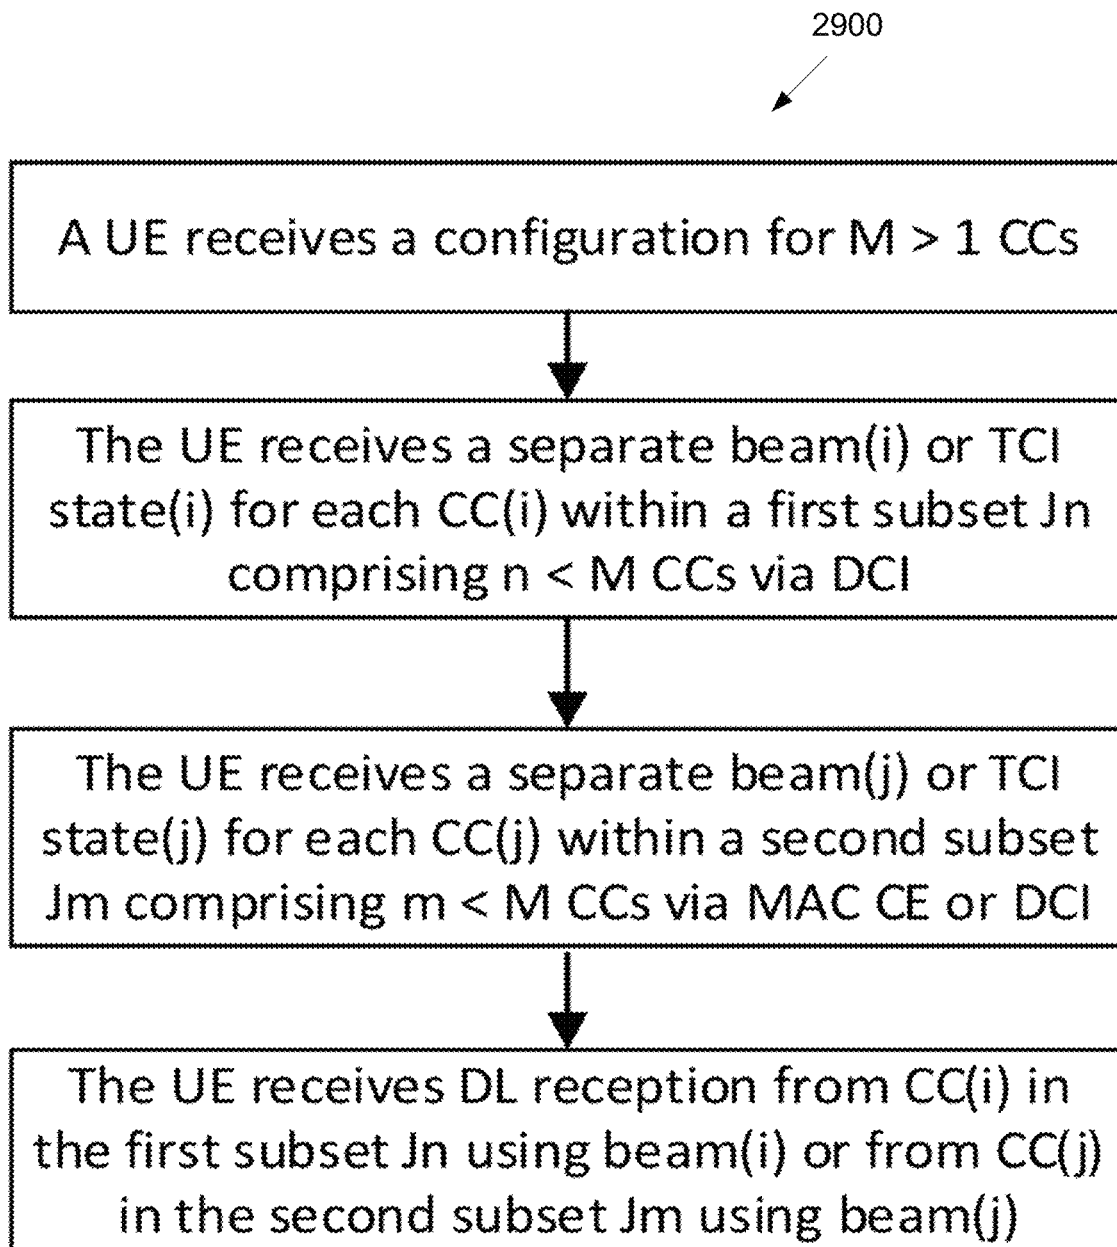 2900
A UE receives a configuration for M > 1 CCs
The UE receives a separate beam(i) or TCI
state(i) for each CC(i) within a first subset Jn
comprising n < M CCs via DCI
The UE receives a separate beam(j) or TCI
state(j) for each CC(j) within a second subset
Jm comprising m < M CCs via MAC CE or DCI
The UE receives DL reception from CC(i) in
the first subset Jn using beam(i) or from CC(j)
in the second subset Jm using beam(j)